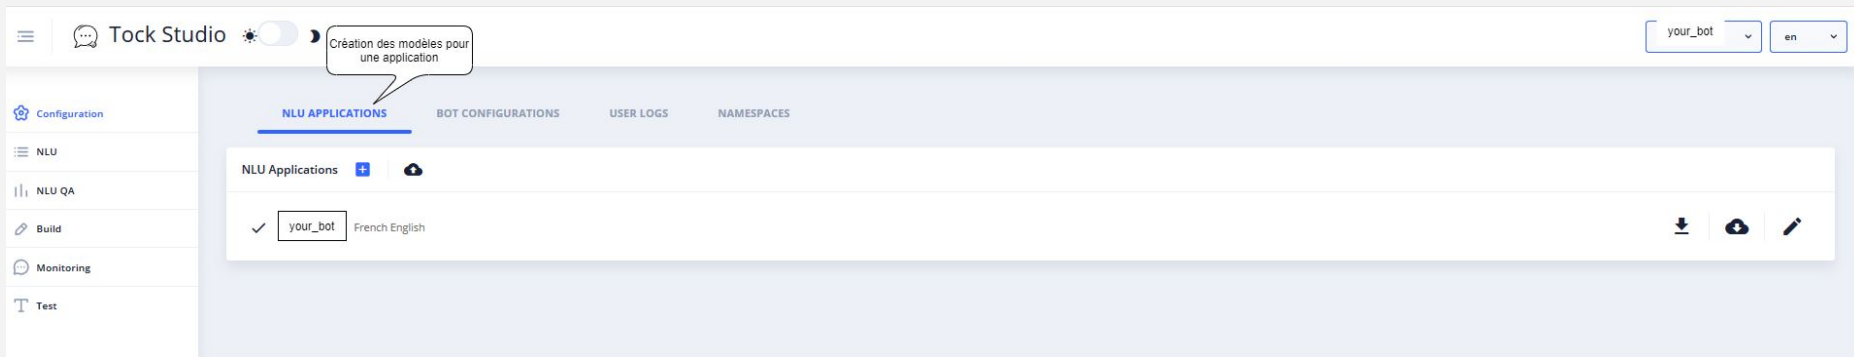 Tock Studio
Création des modèles pour
une application
your_bot
en
Configuration
NLU
NLU QA
Build
Monitoring
Test
NLU APPLICATIONS
BOT CONFIGURATIONS
USER LOGS
NAMESPACES
NLU Applications
your_bot French English